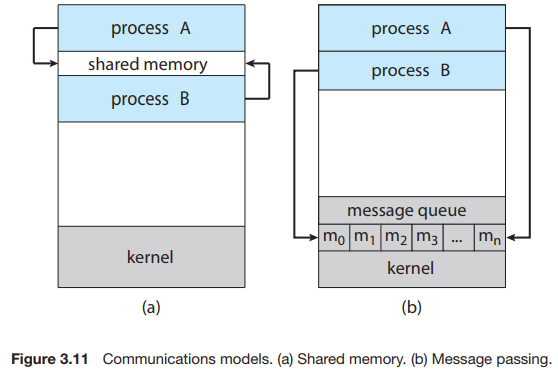 process A
shared memory
process B
kernel
(a)
process A
process B
message queue
m0 m1 m2 m3 ... mn
kernel
(b)
Figure 3.11 Communications models. (a) Shared memory. (b) Message passing.